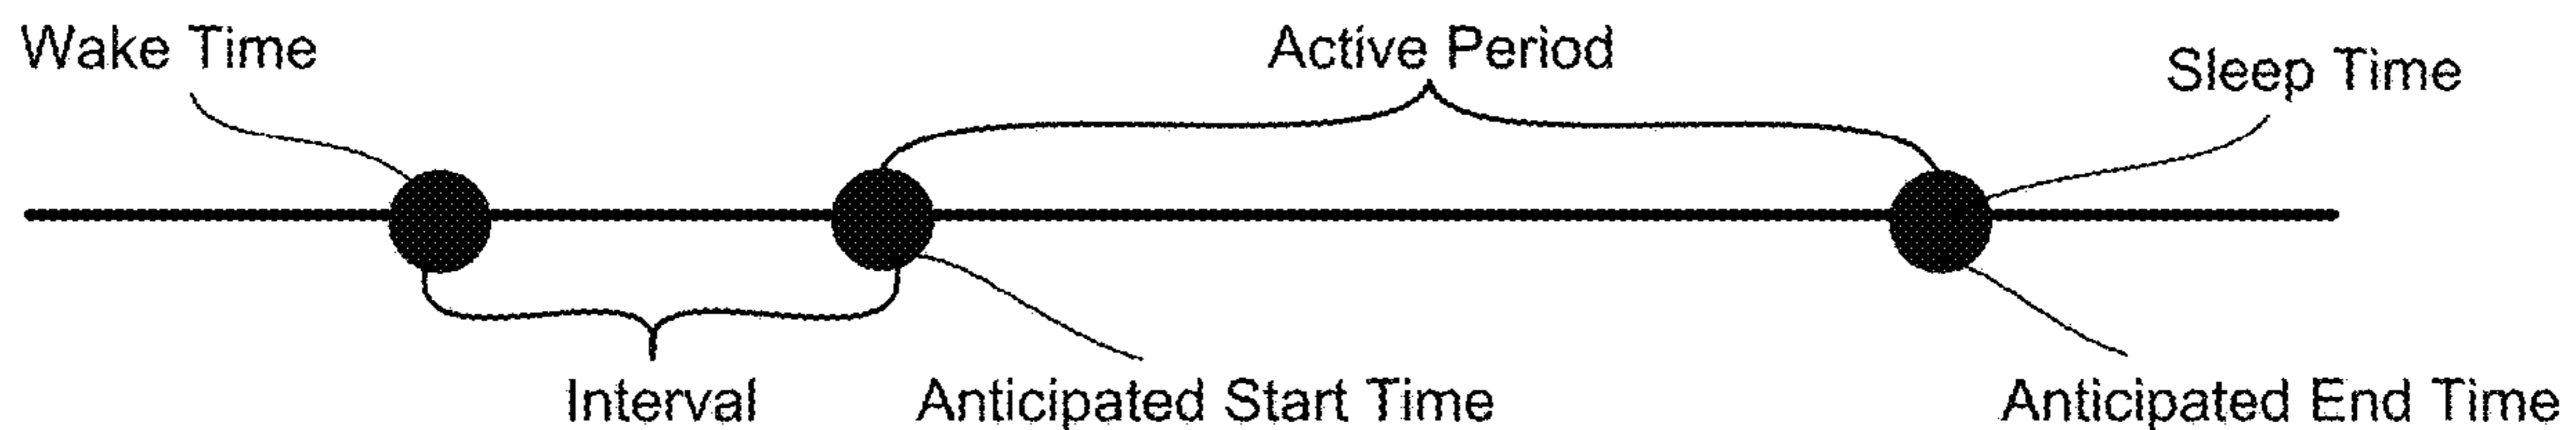 Wake Time
Active Period
Sleep Time
Interval
Anticipated Start Time
Anticipated End Time